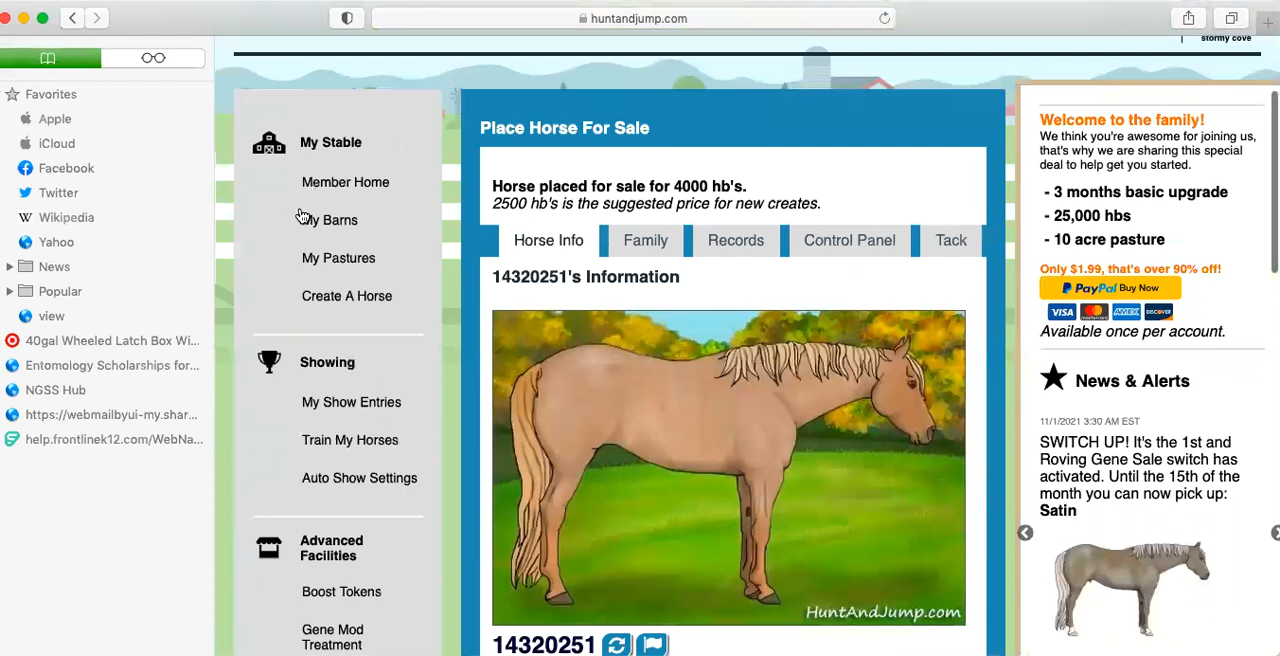 huntandjump.com
stormy cove
Favorites
Apple
iCloud
Facebook
Twitter
Wikipedia
Yahoo
News
Popular
view
40gal Wheeled Latch Box Wi...
Entomology Scholarships for...
NGSS Hub
https://webmailbyui-my.shar...
help.frontlinek12.com/WebNa...
My Stable
Member Home
My Barns
My Pastures
Create A Horse
Showing
My Show Entries
Train My Horses
Auto Show Settings
Advanced
Facilities
Boost Tokens
Gene Mod
Treatment
Place Horse For Sale
Horse placed for sale for 4000 hb's.
2500 hb's is the suggested price for new creates.
Horse Info Family Records Control Panel Tack
14320251's Information
HuntAndJump.com
14320251
Welcome to the family!
We think you're awesome for joining us,
that's why we are sharing this special
deal to help get you started.
- 3 months basic upgrade
- 25,000 hbs
- 10 acre pasture
Only $1.99, that's over 90% off!
PayPal Buy Now
VISA mastercard AMEX DISCOVER
Available once per account.
News & Alerts
11/1/2021 3:30 AM EST
SWITCH UP! It's the 1st and
Roving Gene Sale switch has
activated. Until the 15th of the
month you can now pick up:
Satin